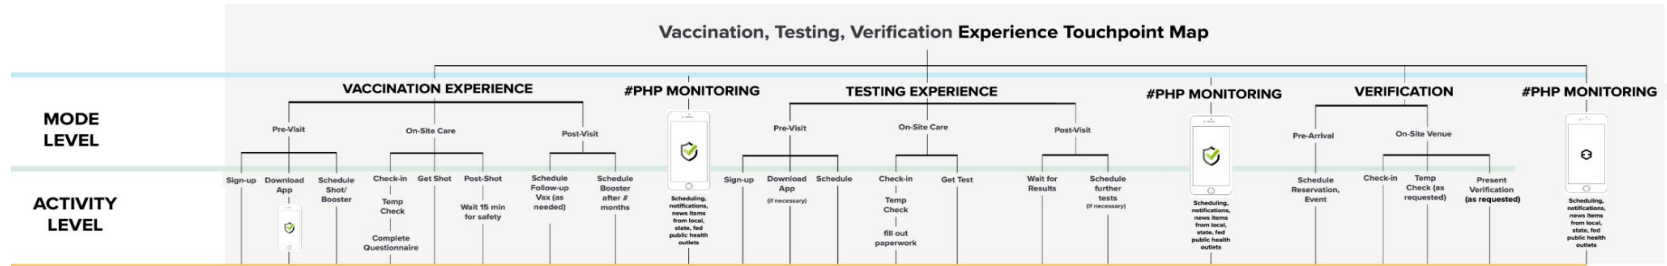 Vaccination, Testing, Verification Experience Touchpoint Map
MODE
LEVEL
ACTIVITY
LEVEL
VACCINATION EXPERIENCE
Pre-Visit
Sign-up
Download
App
Schedule
Shot/
Booster
On-Site Care
Check-in
Temp
Check
Complete
Questionnaire
Get Shot
Post-Shot
Wait 15 min
for safety
Post-Visit
Schedule
Follow-up
Vax (as
needed)
Schedule
Booster
after #
months
#PHP MONITORING
Scheduling,
notifications,
news items
from local,
state, fed
public health
outlets
TESTING EXPERIENCE
Pre-Visit
Sign-up
Download
App
(if necessary)
Schedule
On-Site Care
Check-in
Temp
Check
fill out
paperwork
Get Test
Post-Visit
Wait for
Results
Schedule
further
tests
(if necessary)
#PHP MONITORING
Scheduling,
notifications,
news items
from local,
state, fed
public health
outlets
VERIFICATION
Pre-Arrival
Schedule
Reservation,
Event
On-Site Venue
Check-in
Temp
Check (as
requested)
Present
Verification
(as requested)
#PHP MONITORING
Scheduling,
notifications,
news items
from local,
state, fed
public health
outlets